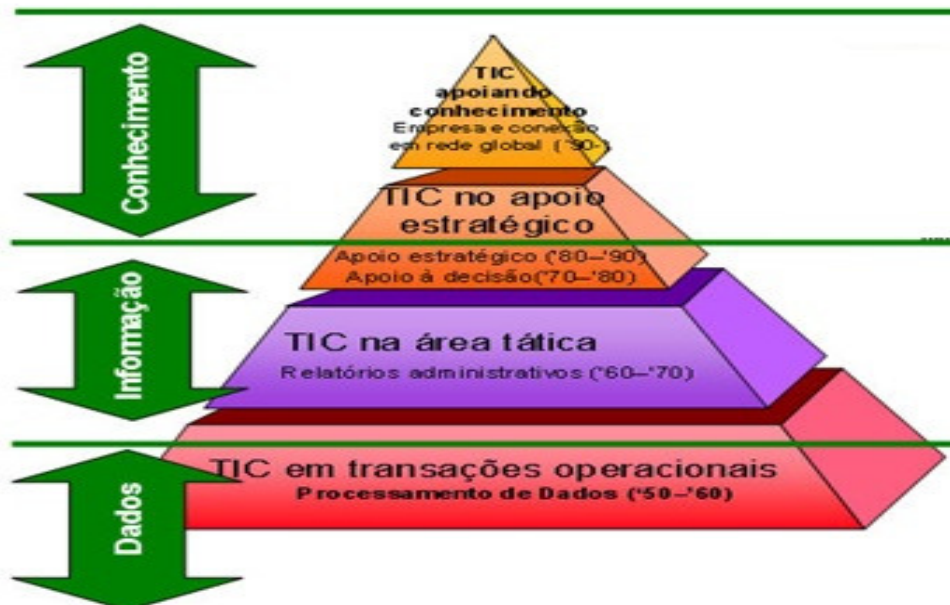 Conhecimento
TIC
apoiando
conhecimento
Empresa e conexão
em rede global ('90-)
TIC no apoio
estratégico
Apoio estratégico ('80–'90)
Apoio à decisão('70–'80)
Informação
TIC na área tática
Relatórios administrativos ('60–'70)
Dados
TIC em transações operacionais
Processamento de Dados ('50–'60)